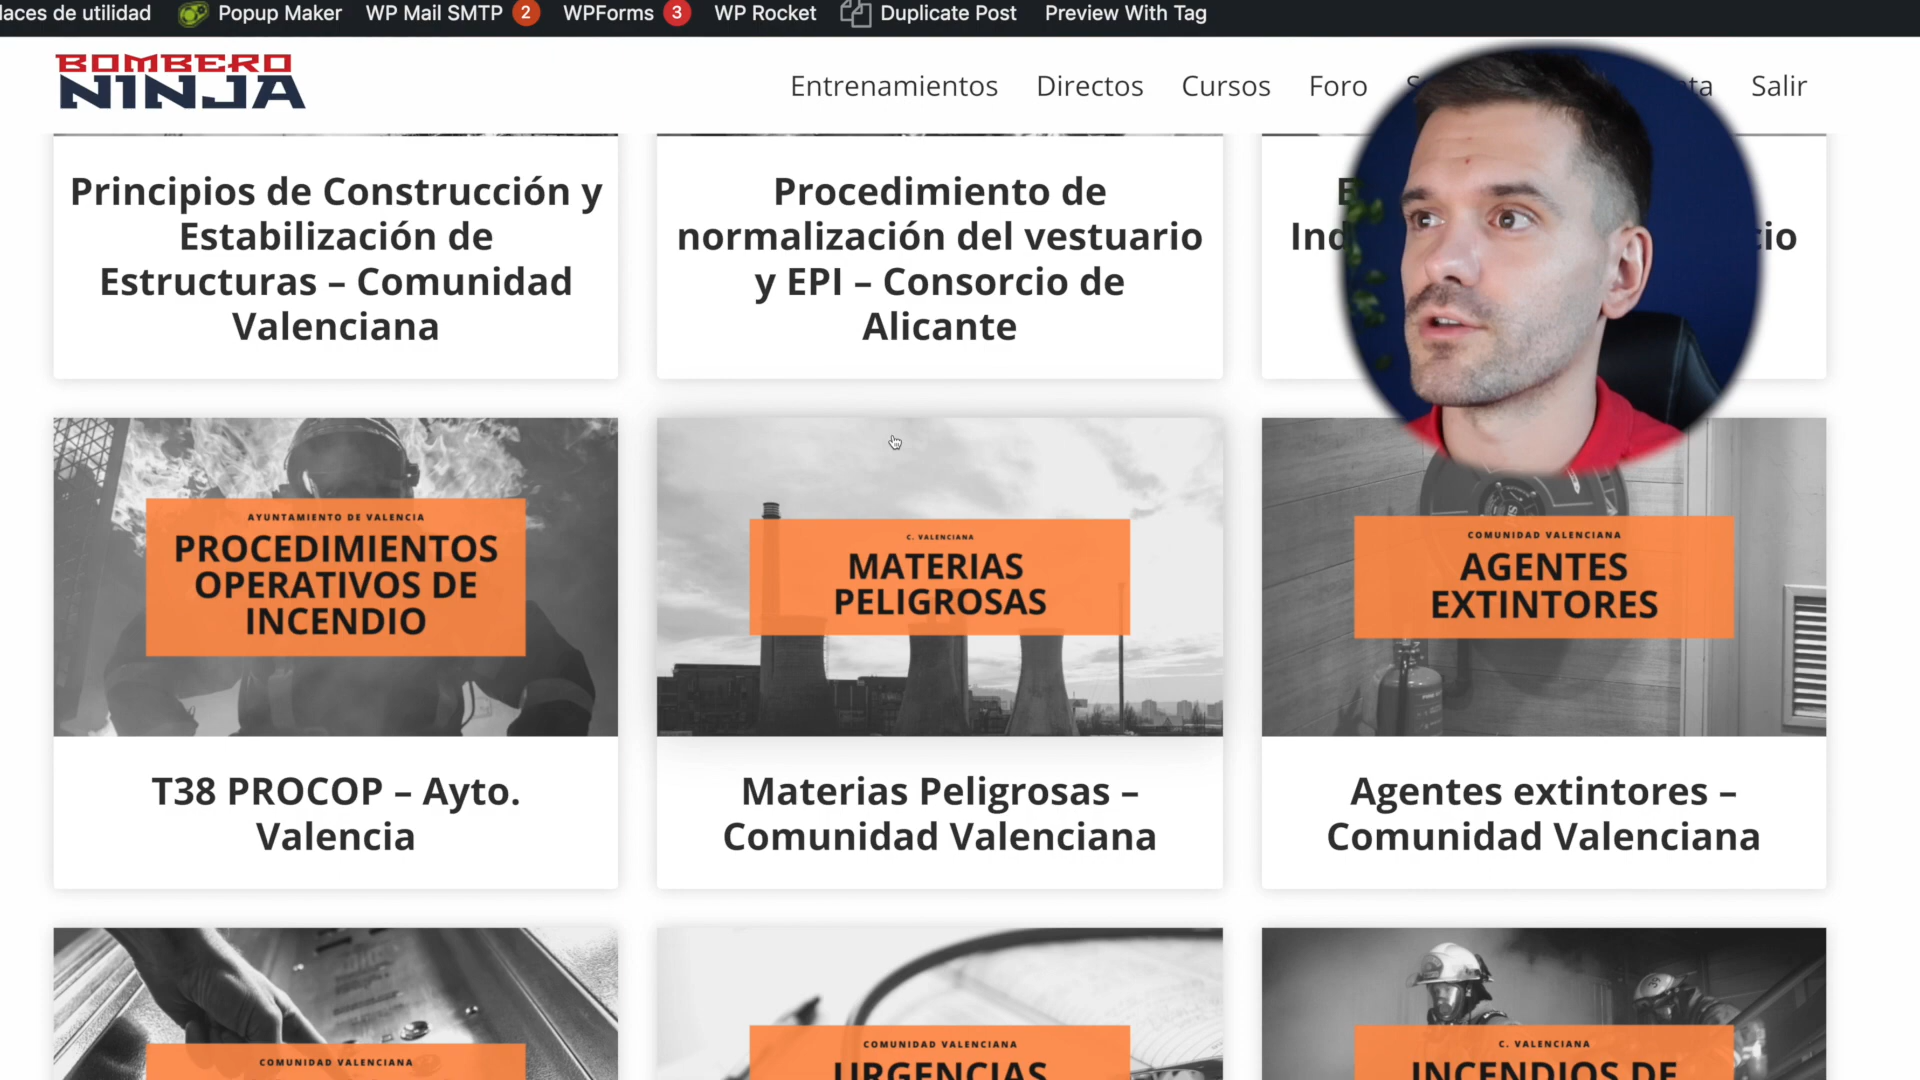 laces de utilidad Popup Maker WP Mail SMTP 2 WPForms 3 WP Rocket Duplicate Post Preview With Tag
BOMBERO
NINJA
Entrenamientos Directos Cursos Foro Salir
Principios de Construcción y
Estabilización de
Estructuras – Comunidad
Valenciana
Procedimiento de
normalización del vestuario
y EPI – Consorcio de
Alicante
AYUNTAMIENTO DE VALENCIA
PROCEDIMIENTOS
OPERATIVOS DE
INCENDIO
T38 PROCOP – Ayto.
Valencia
C. VALENCIANA
MATERIAS
PELIGROSAS
Materias Peligrosas –
Comunidad Valenciana
COMUNIDAD VALENCIANA
AGENTES
EXTINTORES
Agentes extintores –
Comunidad Valenciana
COMUNIDAD VALENCIANA
COMUNIDAD VALENCIANA
URGENCIAS
C. VALENCIANA
INCENDIOS DE